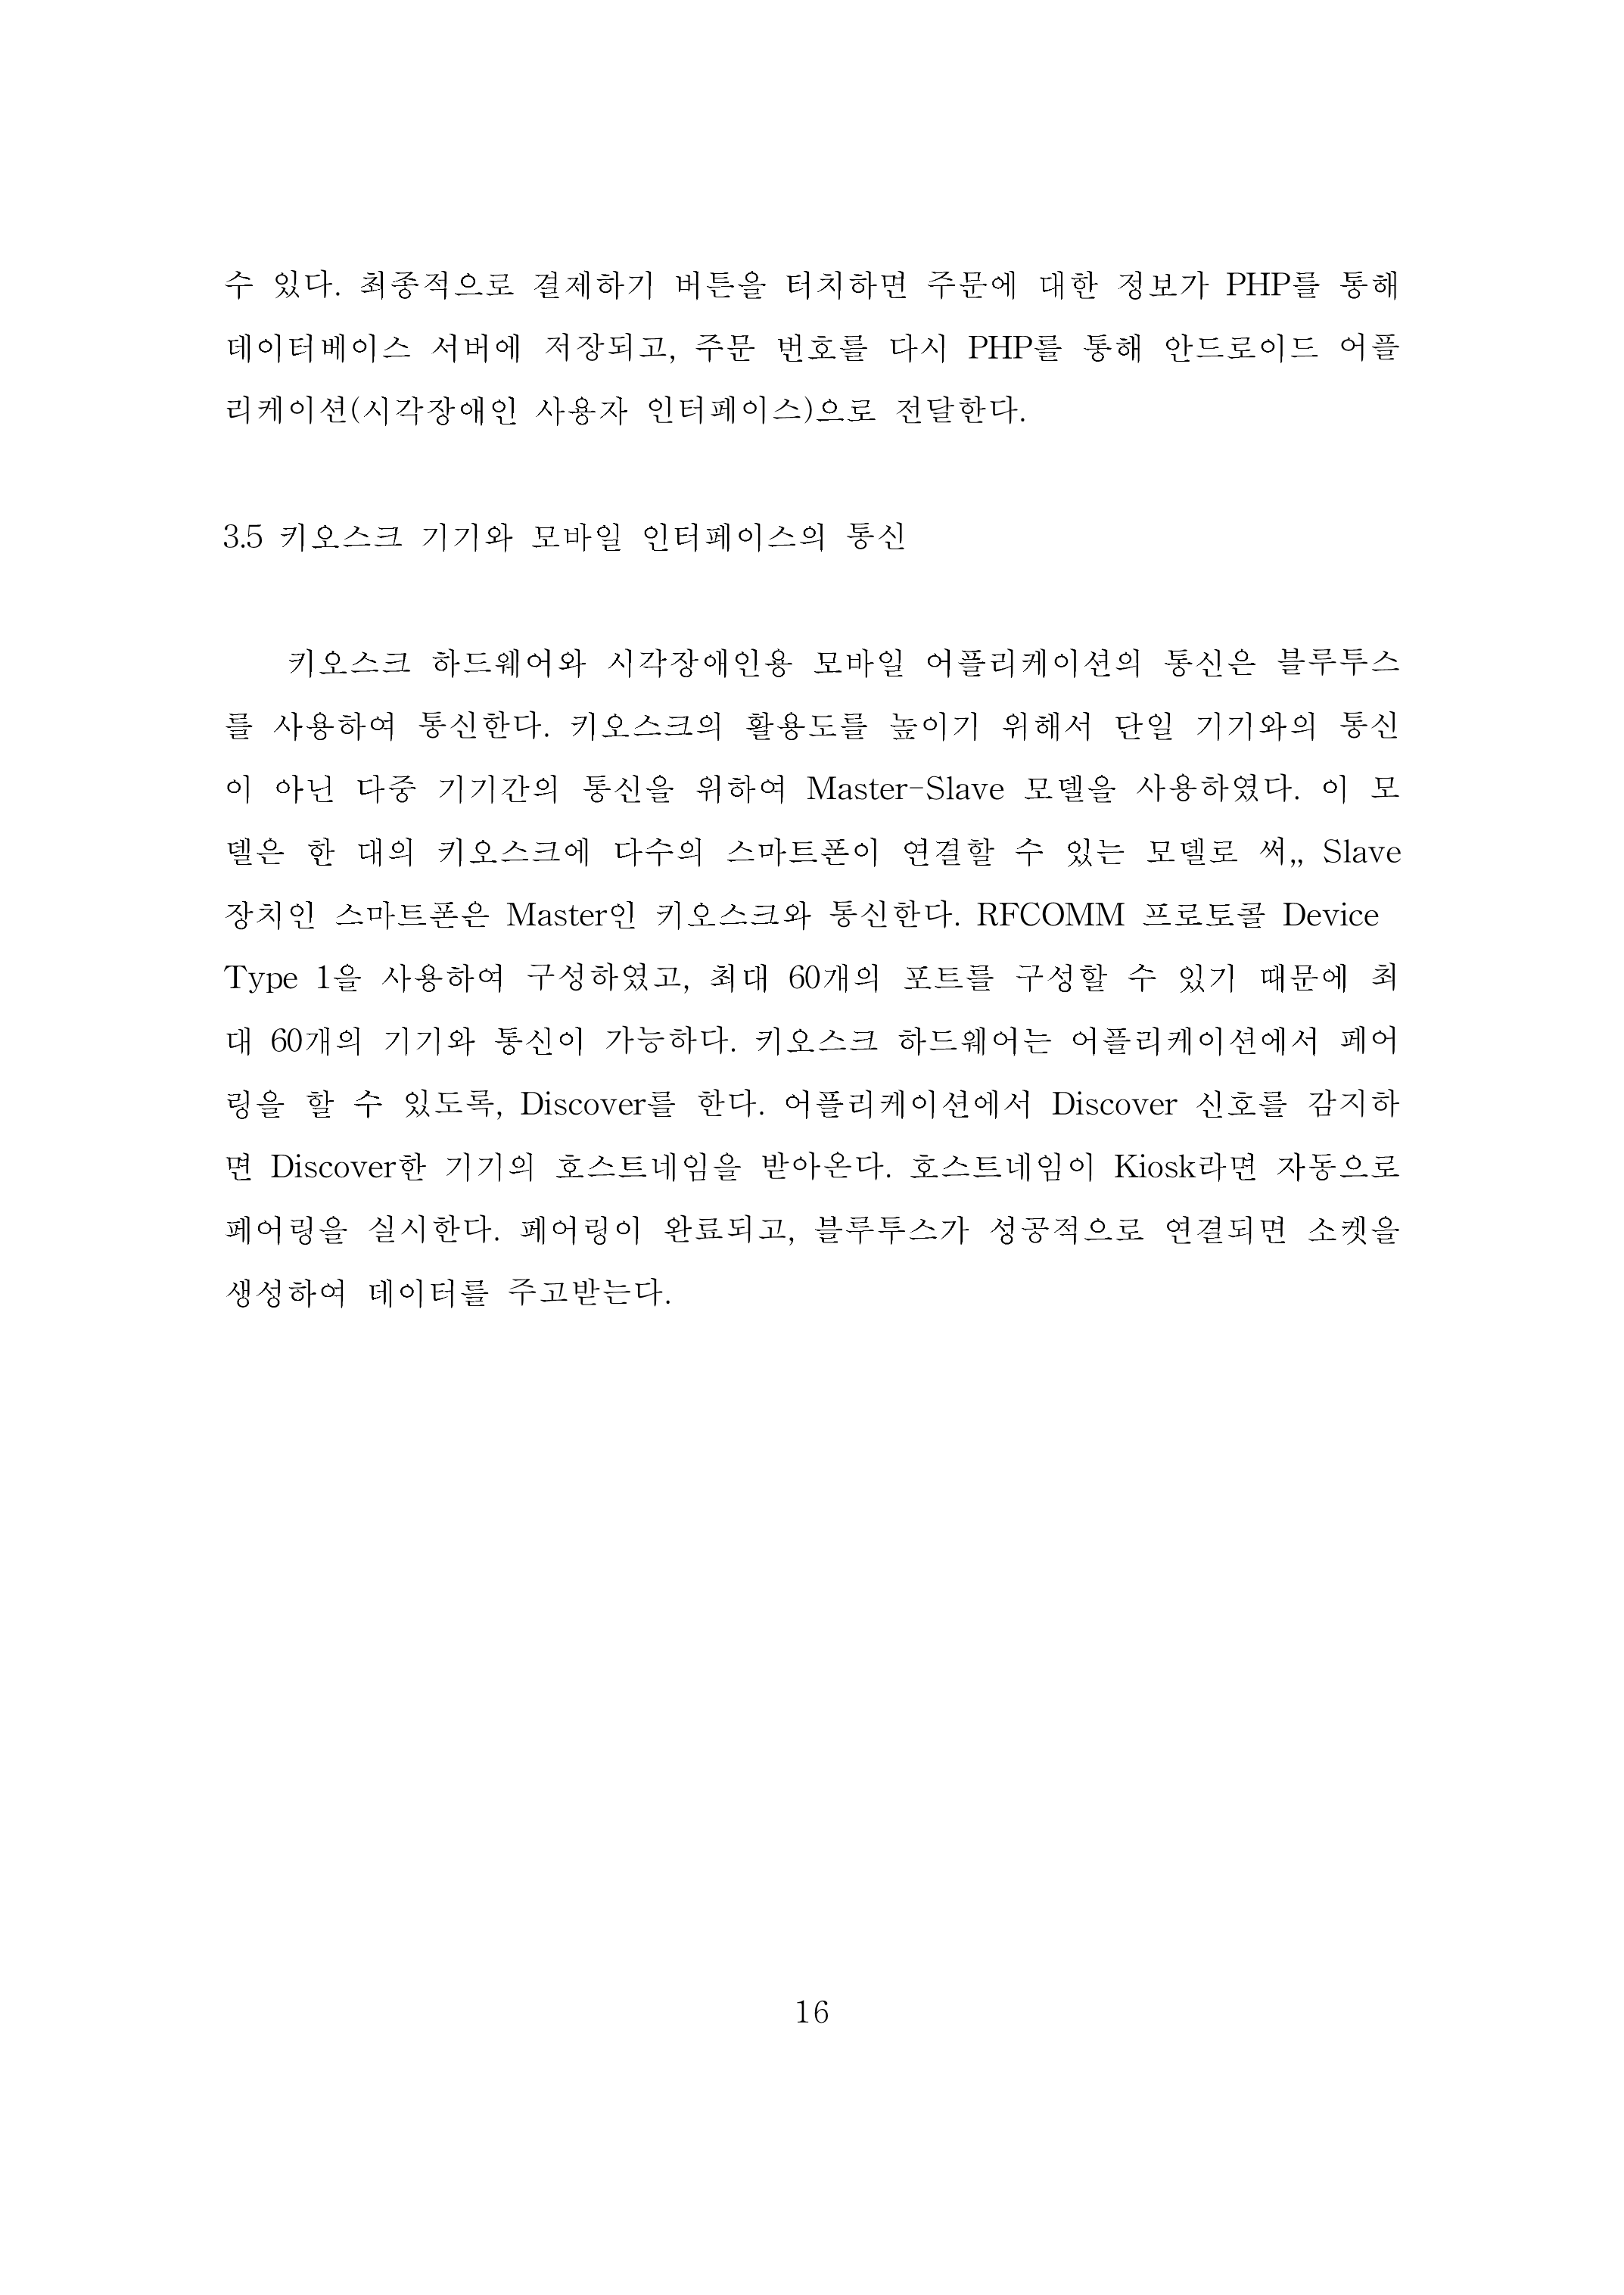 수 있다. 최종적으로 결제하기 버튼을 터치하면 주문에 대한 정보가 PHP를 통해
데이터베이스 서버에 저장되고, 주문 번호를 다시 PHP를 통해 안드로이드 어플
리케이션(시각장애인 사용자 인터페이스)으로 전달한다.
3.5 키오스크 기기와 모바일 인터페이스의 통신
키오스크 하드웨어와 시각장애인용 모바일 어플리케이션의 통신은 블루투스
를 사용하여 통신한다. 키오스크의 활용도를 높이기 위해서 단일 기기와의 통신
이 아닌 다중 기기간의 통신을 위하여 Master-Slave 모델을 사용하였다. 이 모
델은 한 대의 키오스크에 다수의 스마트폰이 연결할 수 있는 모델로 써,, Slave
장치인 스마트폰은 Master인 키오스크와 통신한다. RFCOMM 프로토콜 Device
Type 1을 사용하여 구성하였고, 최대 60개의 포트를 구성할 수 있기 때문에 최
대 60개의 기기와 통신이 가능하다. 키오스크 하드웨어는 어플리케이션에서 페어
링을 할 수 있도록, Discover를 한다. 어플리케이션에서 Discover 신호를 감지하
면 Discover한 기기의 호스트네임을 받아온다. 호스트네임이 Kiosk라면 자동으로
페어링을 실시한다. 페어링이 완료되고, 블루투스가 성공적으로 연결되면 소켓을
생성하여 데이터를 주고받는다.
16